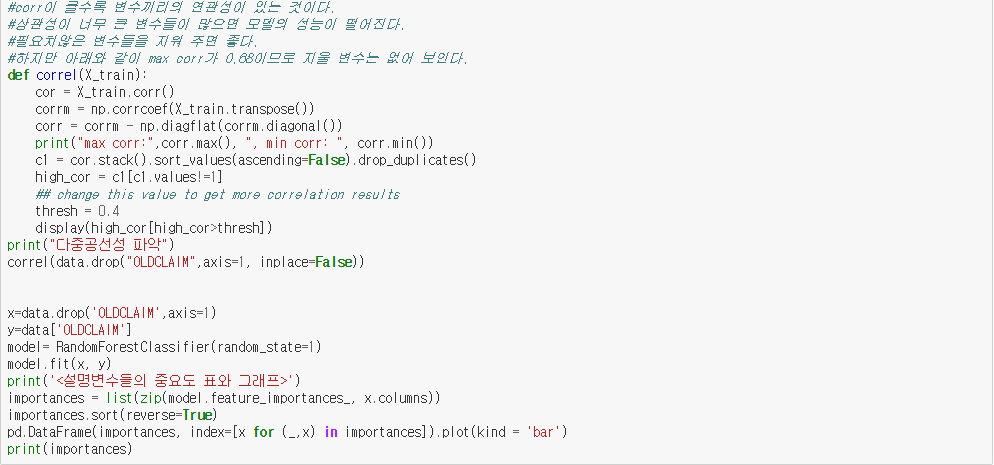 #corr이 클수록 변수끼리의 연관성이 있는 것이다.
#상관성이 너무 큰 변수들이 많으면 모델의 성능이 떨어진다.
#필요치않은 변수들을 지워 주면 좋다.
#하지만 아래와 같이 max corr가 0.68이므로 지울 변수는 없어 보인다.
def correl(X_train):
    cor = X_train.corr()
    corrm = np.corrcoef(X_train.transpose())
    corr = corrm - np.diagflat(corrm.diagonal())
    print("max corr:",corr.max(), ", min corr: ", corr.min())
    c1 = cor.stack().sort_values(ascending=False).drop_duplicates()
    high_cor = c1[c1.values!=1]
    ## change this value to get more correlation results
    thresh = 0.4
    display(high_cor[high_cor>thresh])
print("다중공선성 파악")
correl(data.drop("OLDCLAIM",axis=1, inplace=False))
x=data.drop('OLDCLAIM',axis=1)
y=data['OLDCLAIM']
model= RandomForestClassifier(random_state=1)
model.fit(x, y)
print('<설명변수들의 중요도 표와 그래프>')
importances = list(zip(model.feature_importances_, x.columns))
importances.sort(reverse=True)
pd.DataFrame(importances, index=[x for (_,x) in importances]).plot(kind = 'bar')
print(importances)